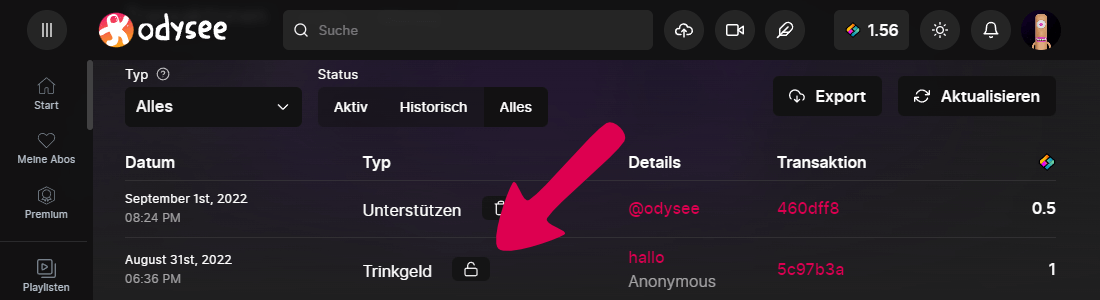 odysee
Suche
1.56
Start
Meine Abos
Premium
Playlisten
Typ
Status
Alles
Aktiv
Historisch
Alles
Export
Aktualisieren
Datum Typ Details Transaktion
September 1st, 2022
08:24 PM
Unterstützen
@odysee
460dff8
0.5
August 31st, 2022
06:36 PM
Trinkgeld
hallo
Anonymous
5c97b3a
1